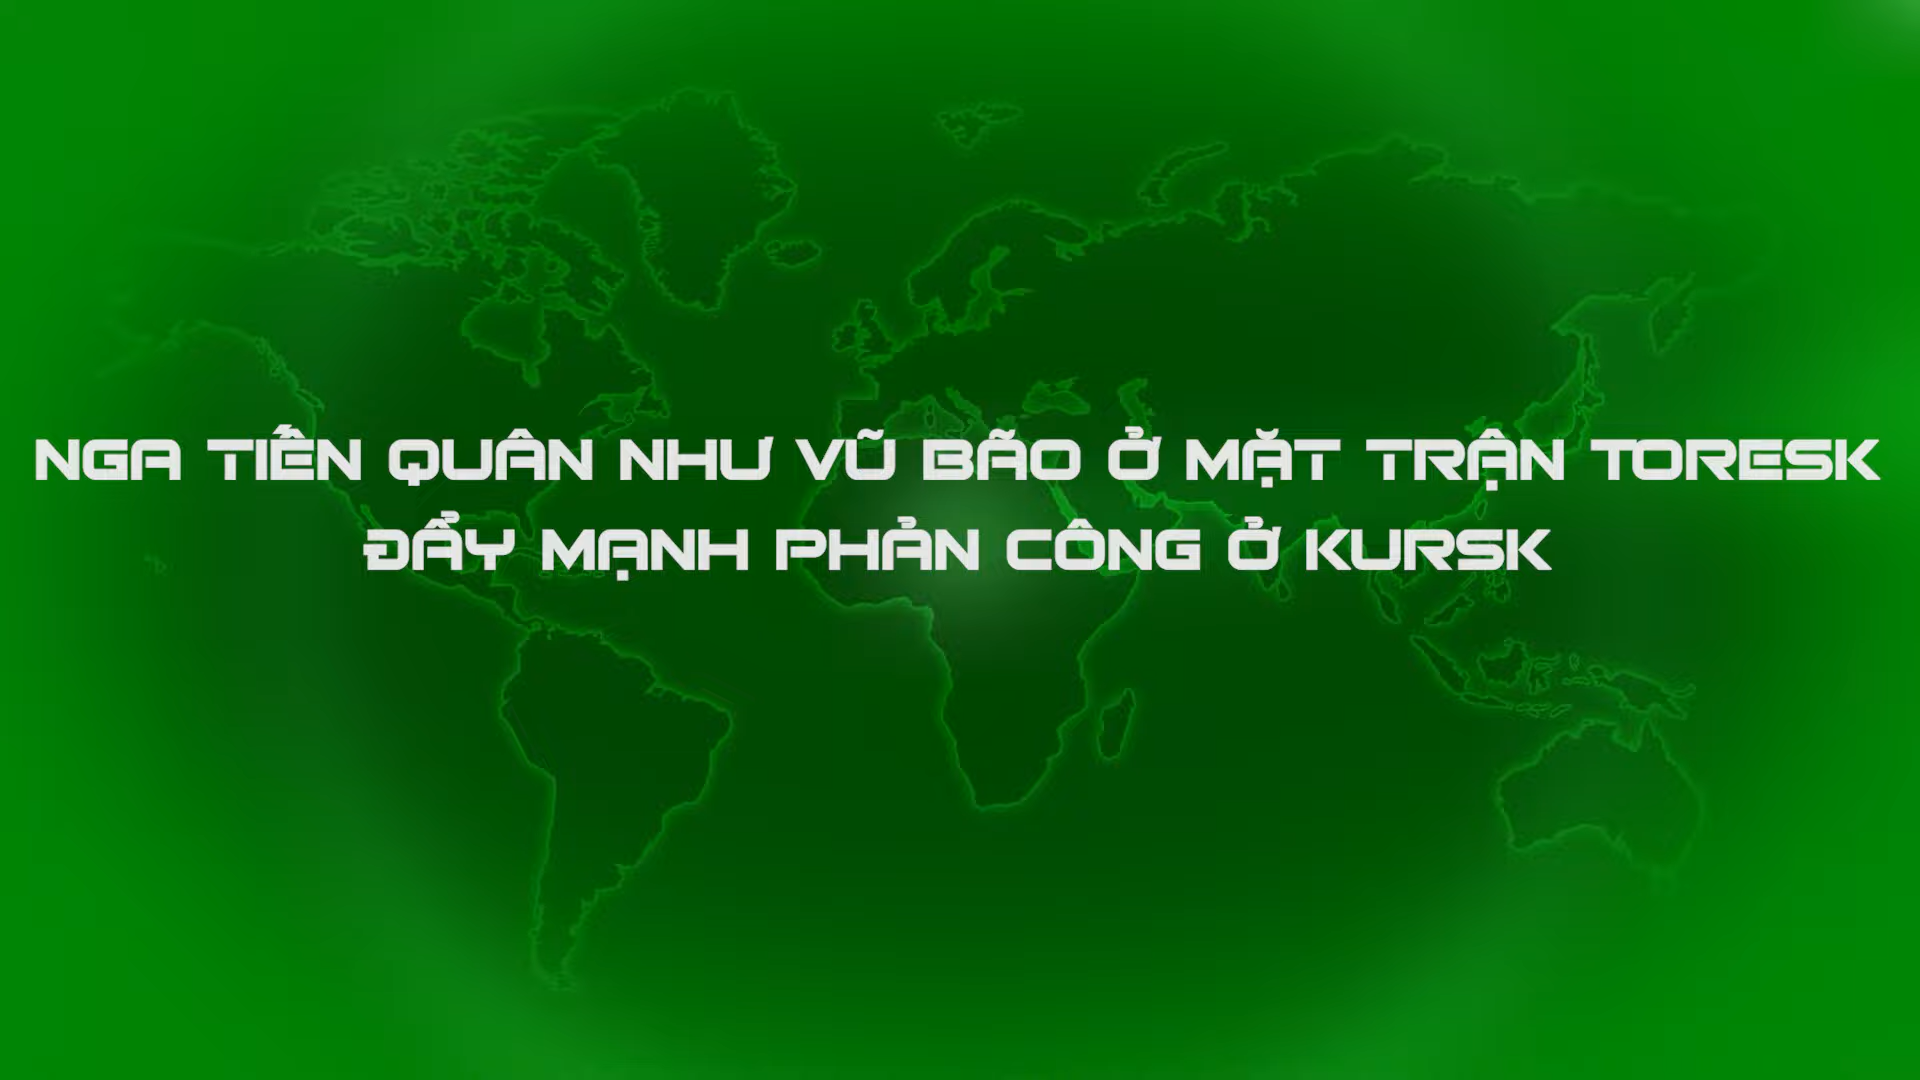 NGA TIẾN QUÂN NHƯ VŨ BÃO Ở MẶT TRẬN TORESK
ĐẨY MẠNH PHẢN CÔNG Ở KURSK